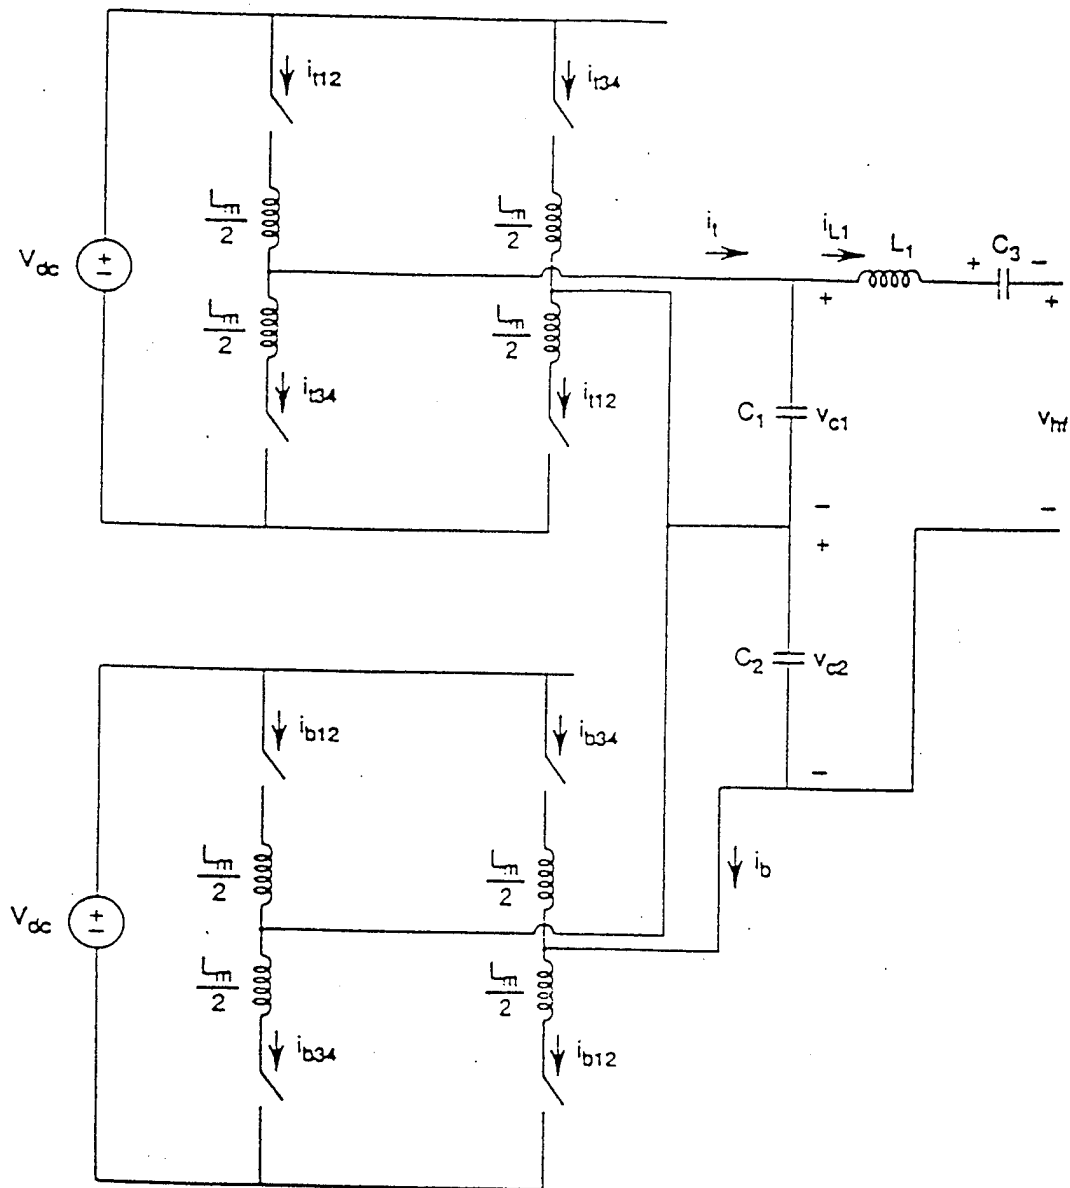 i_t12
i_t34
L_m/2
L_m/2
i_t
i_L1
L_1
C_3
V_dc
+
−
+
−
+
+
−
L_m/2
L_m/2
i_t34
i_t12
C_1
v_c1
v_hf
−
+
−
C_2
v_c2
−
i_b12
i_b34
L_m/2
L_m/2
i_b
V_dc
+
−
L_m/2
L_m/2
i_b34
i_b12